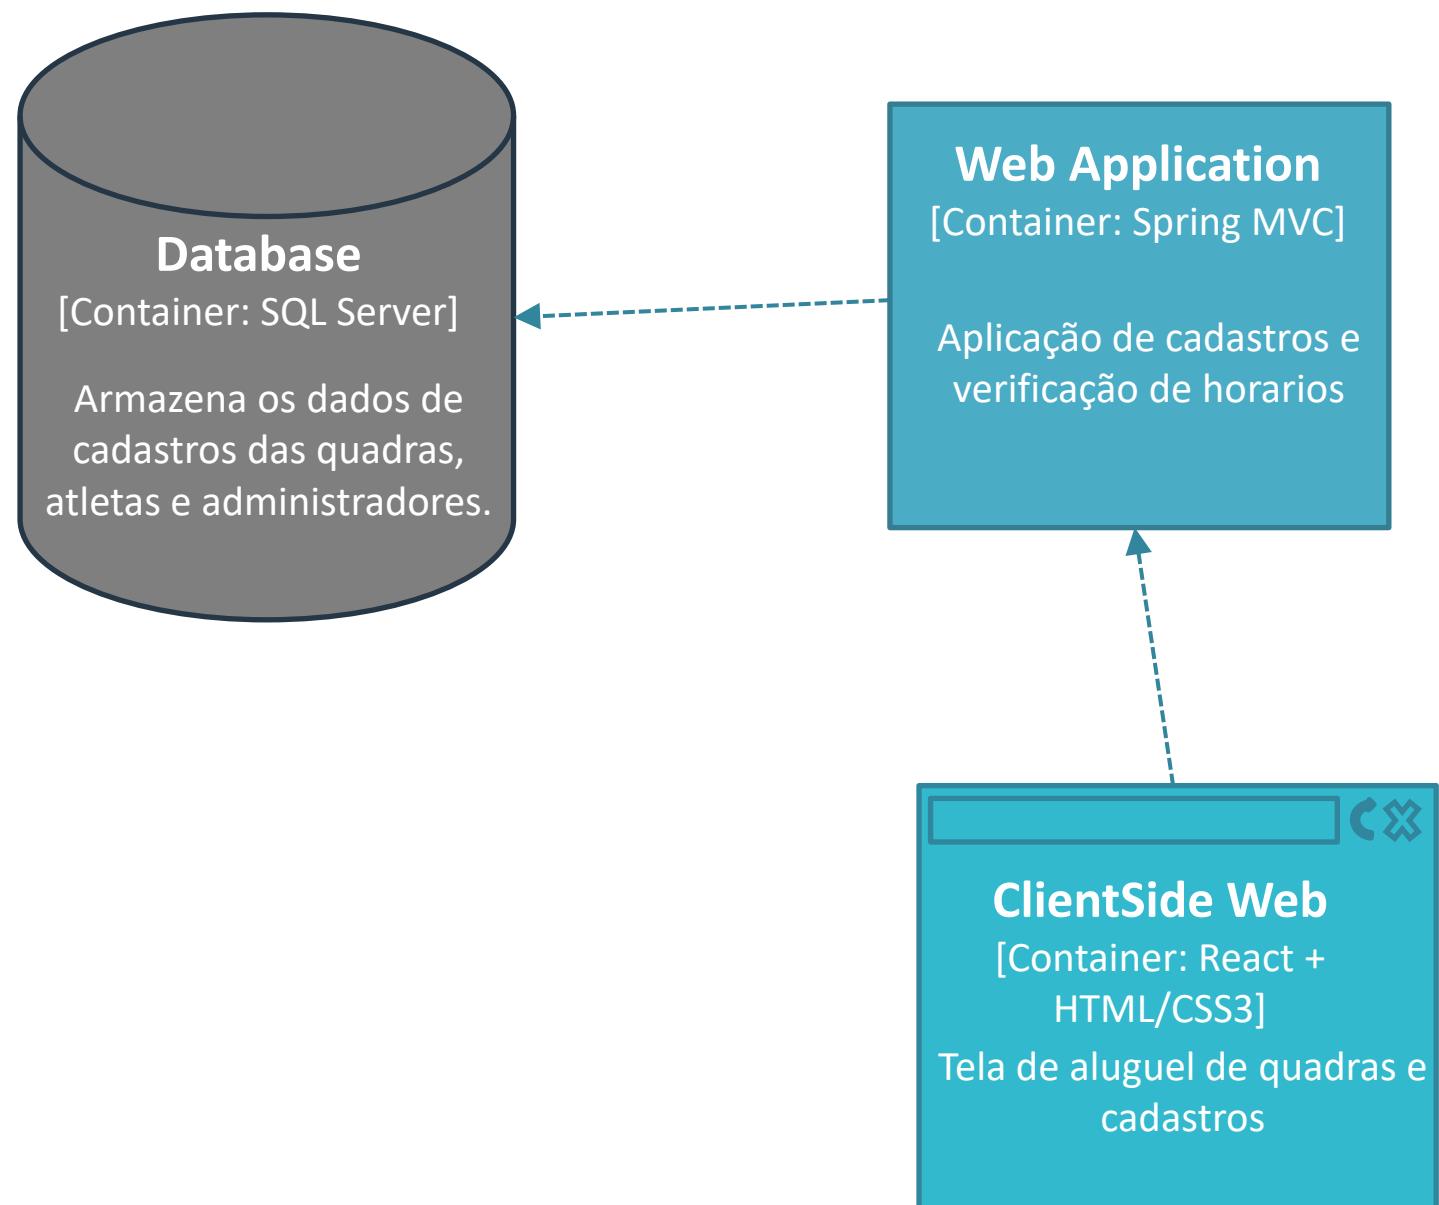 Database
[Container: SQL Server]
Armazena os dados de
cadastros das quadras,
atletas e administradores.
Web Application
[Container: Spring MVC]
Aplicação de cadastros e
verificação de horarios
ClientSide Web
[Container: React +
HTML/CSS3]
Tela de aluguel de quadras e
cadastros